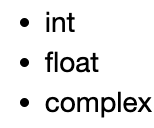 • int
• float
• complex